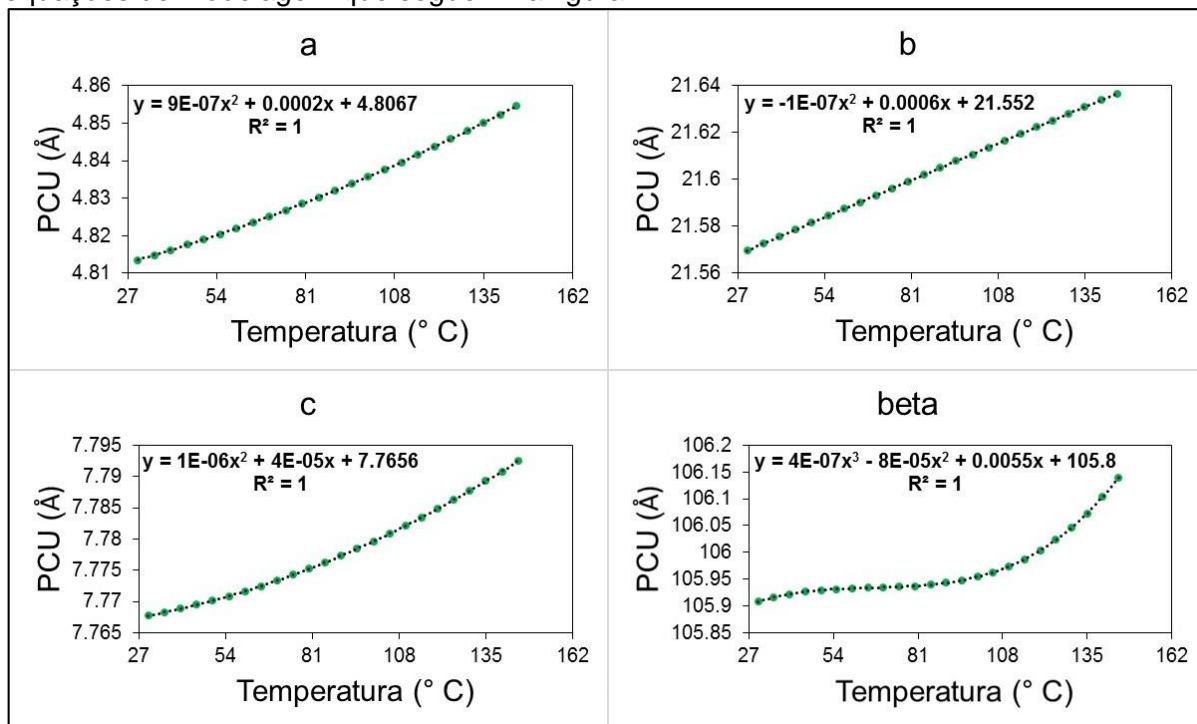 a
4.86
4.85
4.84
4.83
4.82
4.81
y = 9E-07x² + 0.0002x + 4.8067
R² = 1
PCU (Å)
27 54 81 108 135 162
Temperatura (° C)
b
21.64
21.62
21.6
21.58
21.56
y = -1E-07x² + 0.0006x + 21.552
R² = 1
PCU (Å)
27 54 81 108 135 162
Temperatura (° C)
c
7.795
7.79
7.785
7.78
7.775
7.77
7.765
y = 1E-06x² + 4E-05x + 7.7656
R² = 1
PCU (Å)
27 54 81 108 135 162
Temperatura (° C)
beta
106.2
106.15
106.1
106.05
106
105.95
105.9
105.85
y = 4E-07x³ - 8E-05x² + 0.0055x + 105.8
R² = 1
PCU (Å)
27 54 81 108 135 162
Temperatura (° C)